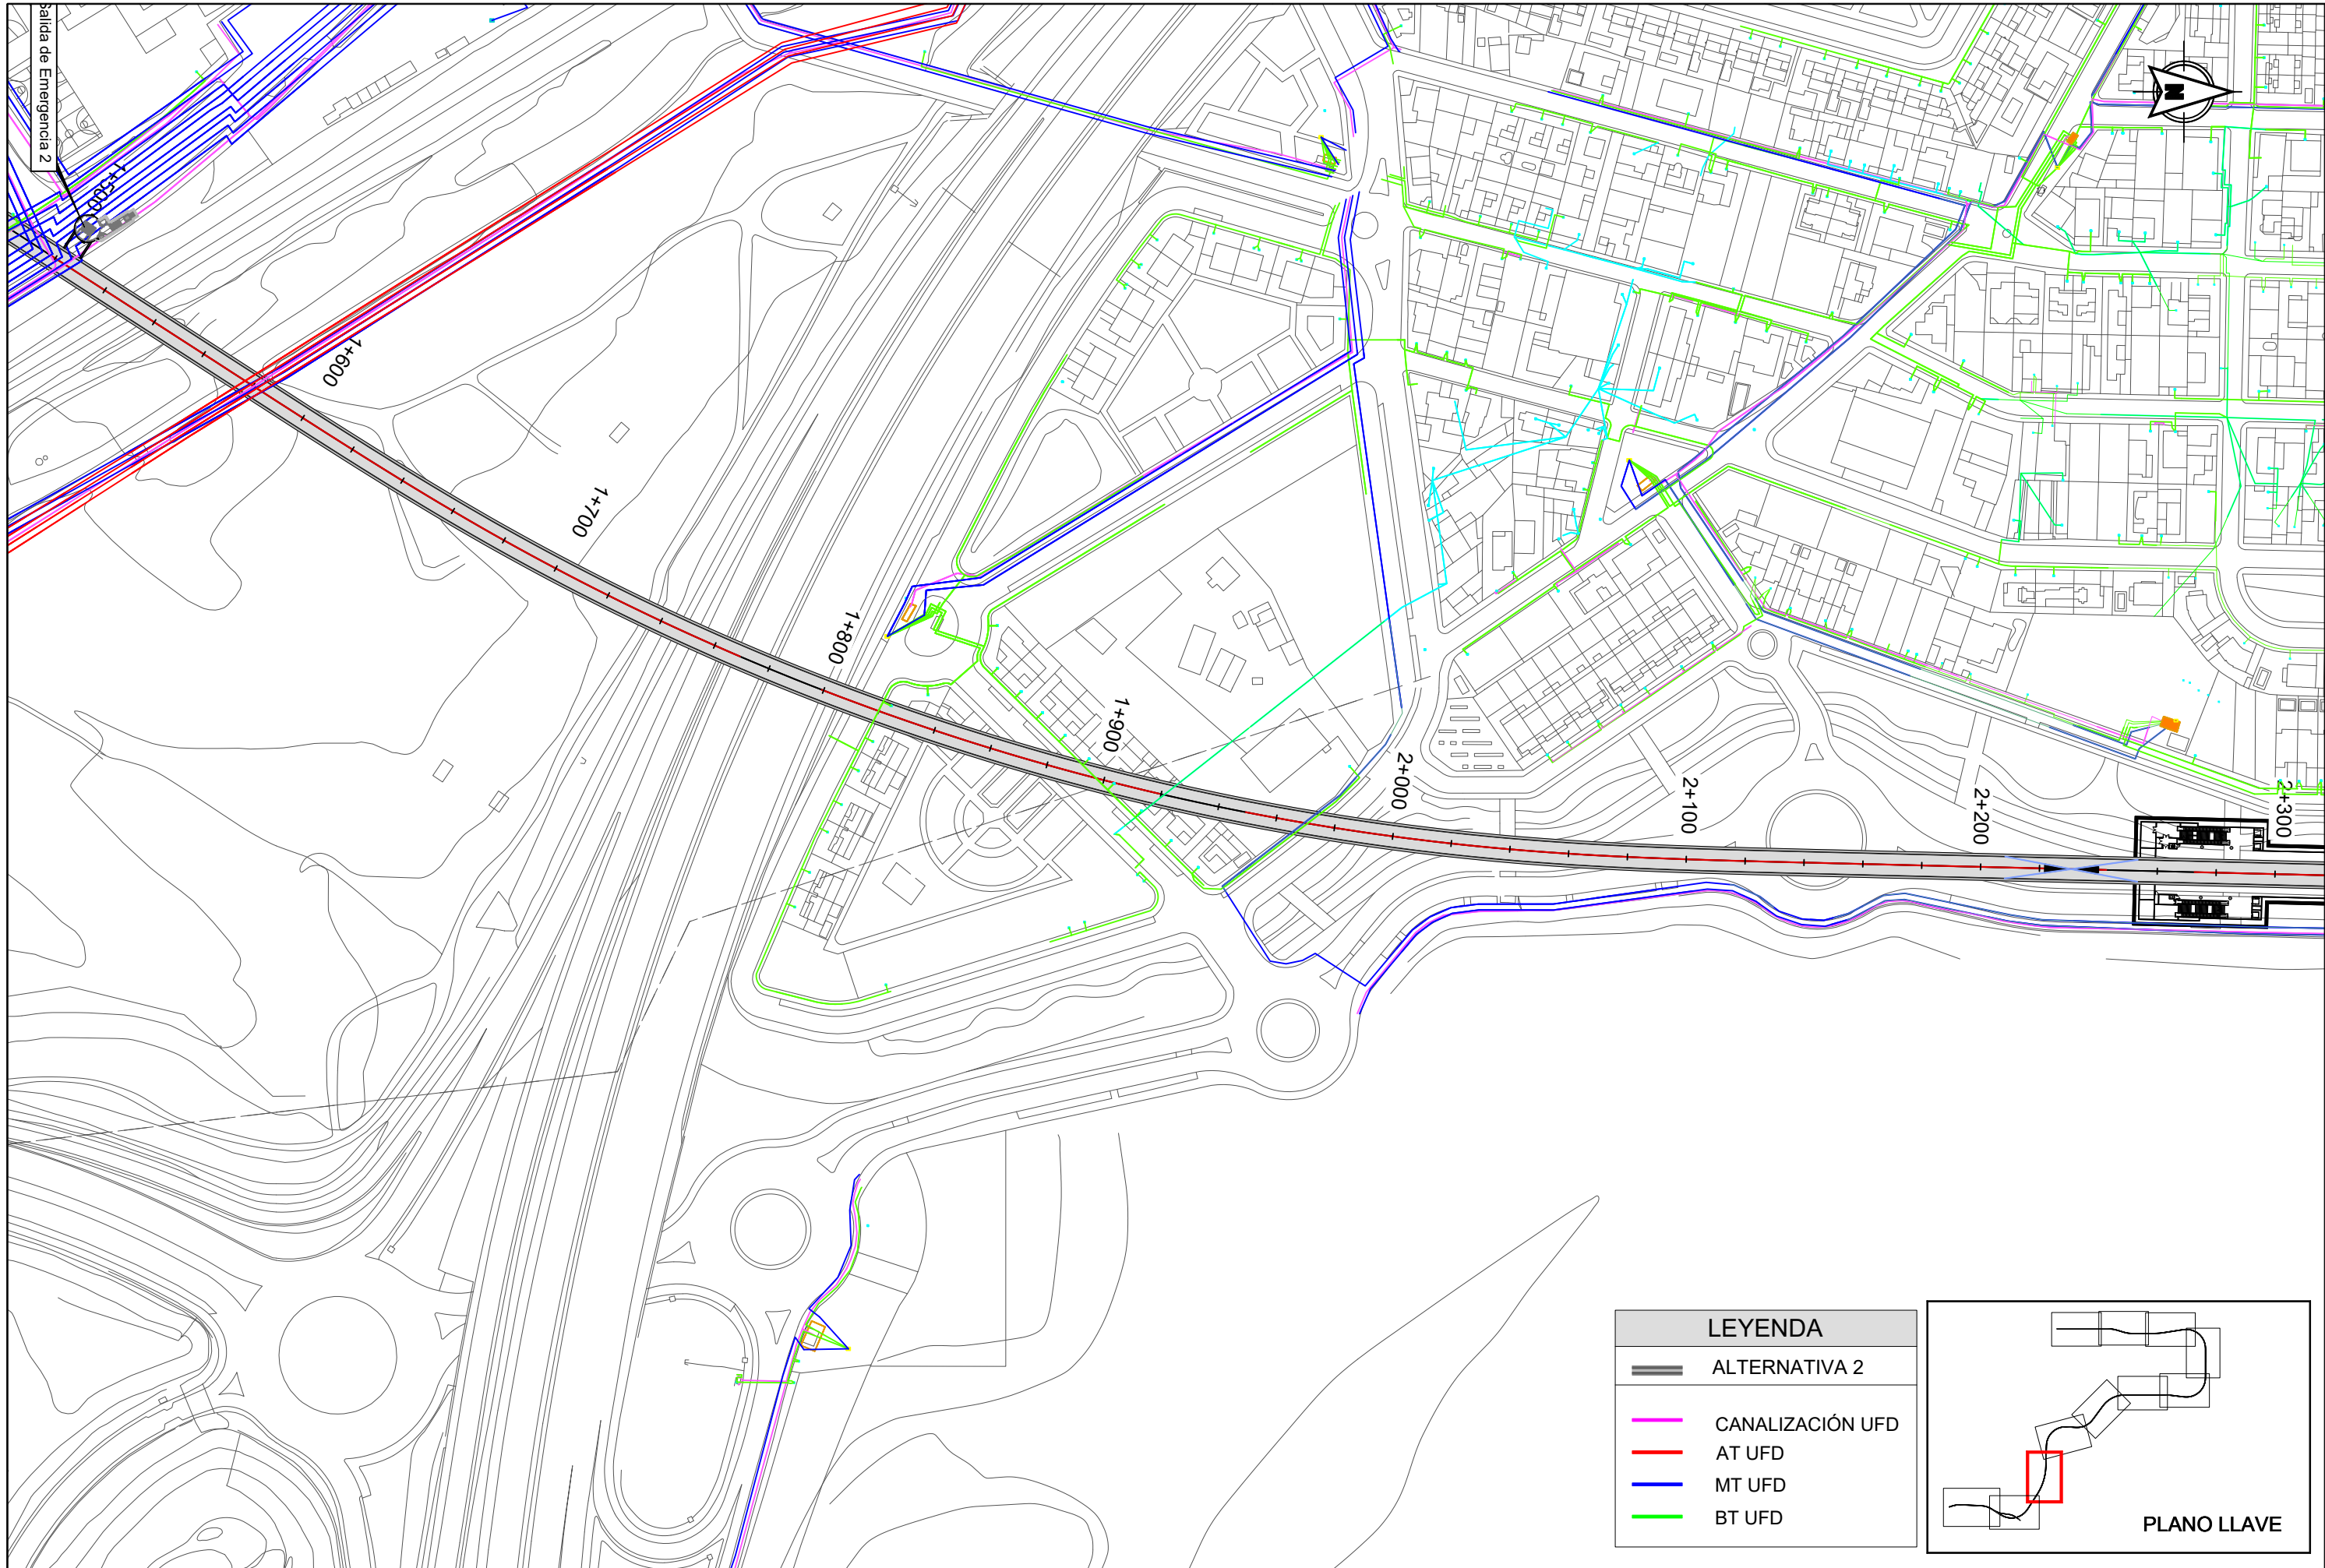 Salida de Emergencia 2
N
1+500
1+600
1+700
1+800
1+900
2+000
2+100
2+200
2+300
LEYENDA
ALTERNATIVA 2
CANALIZACIÓN UFD
AT UFD
MT UFD
BT UFD
PLANO LLAVE